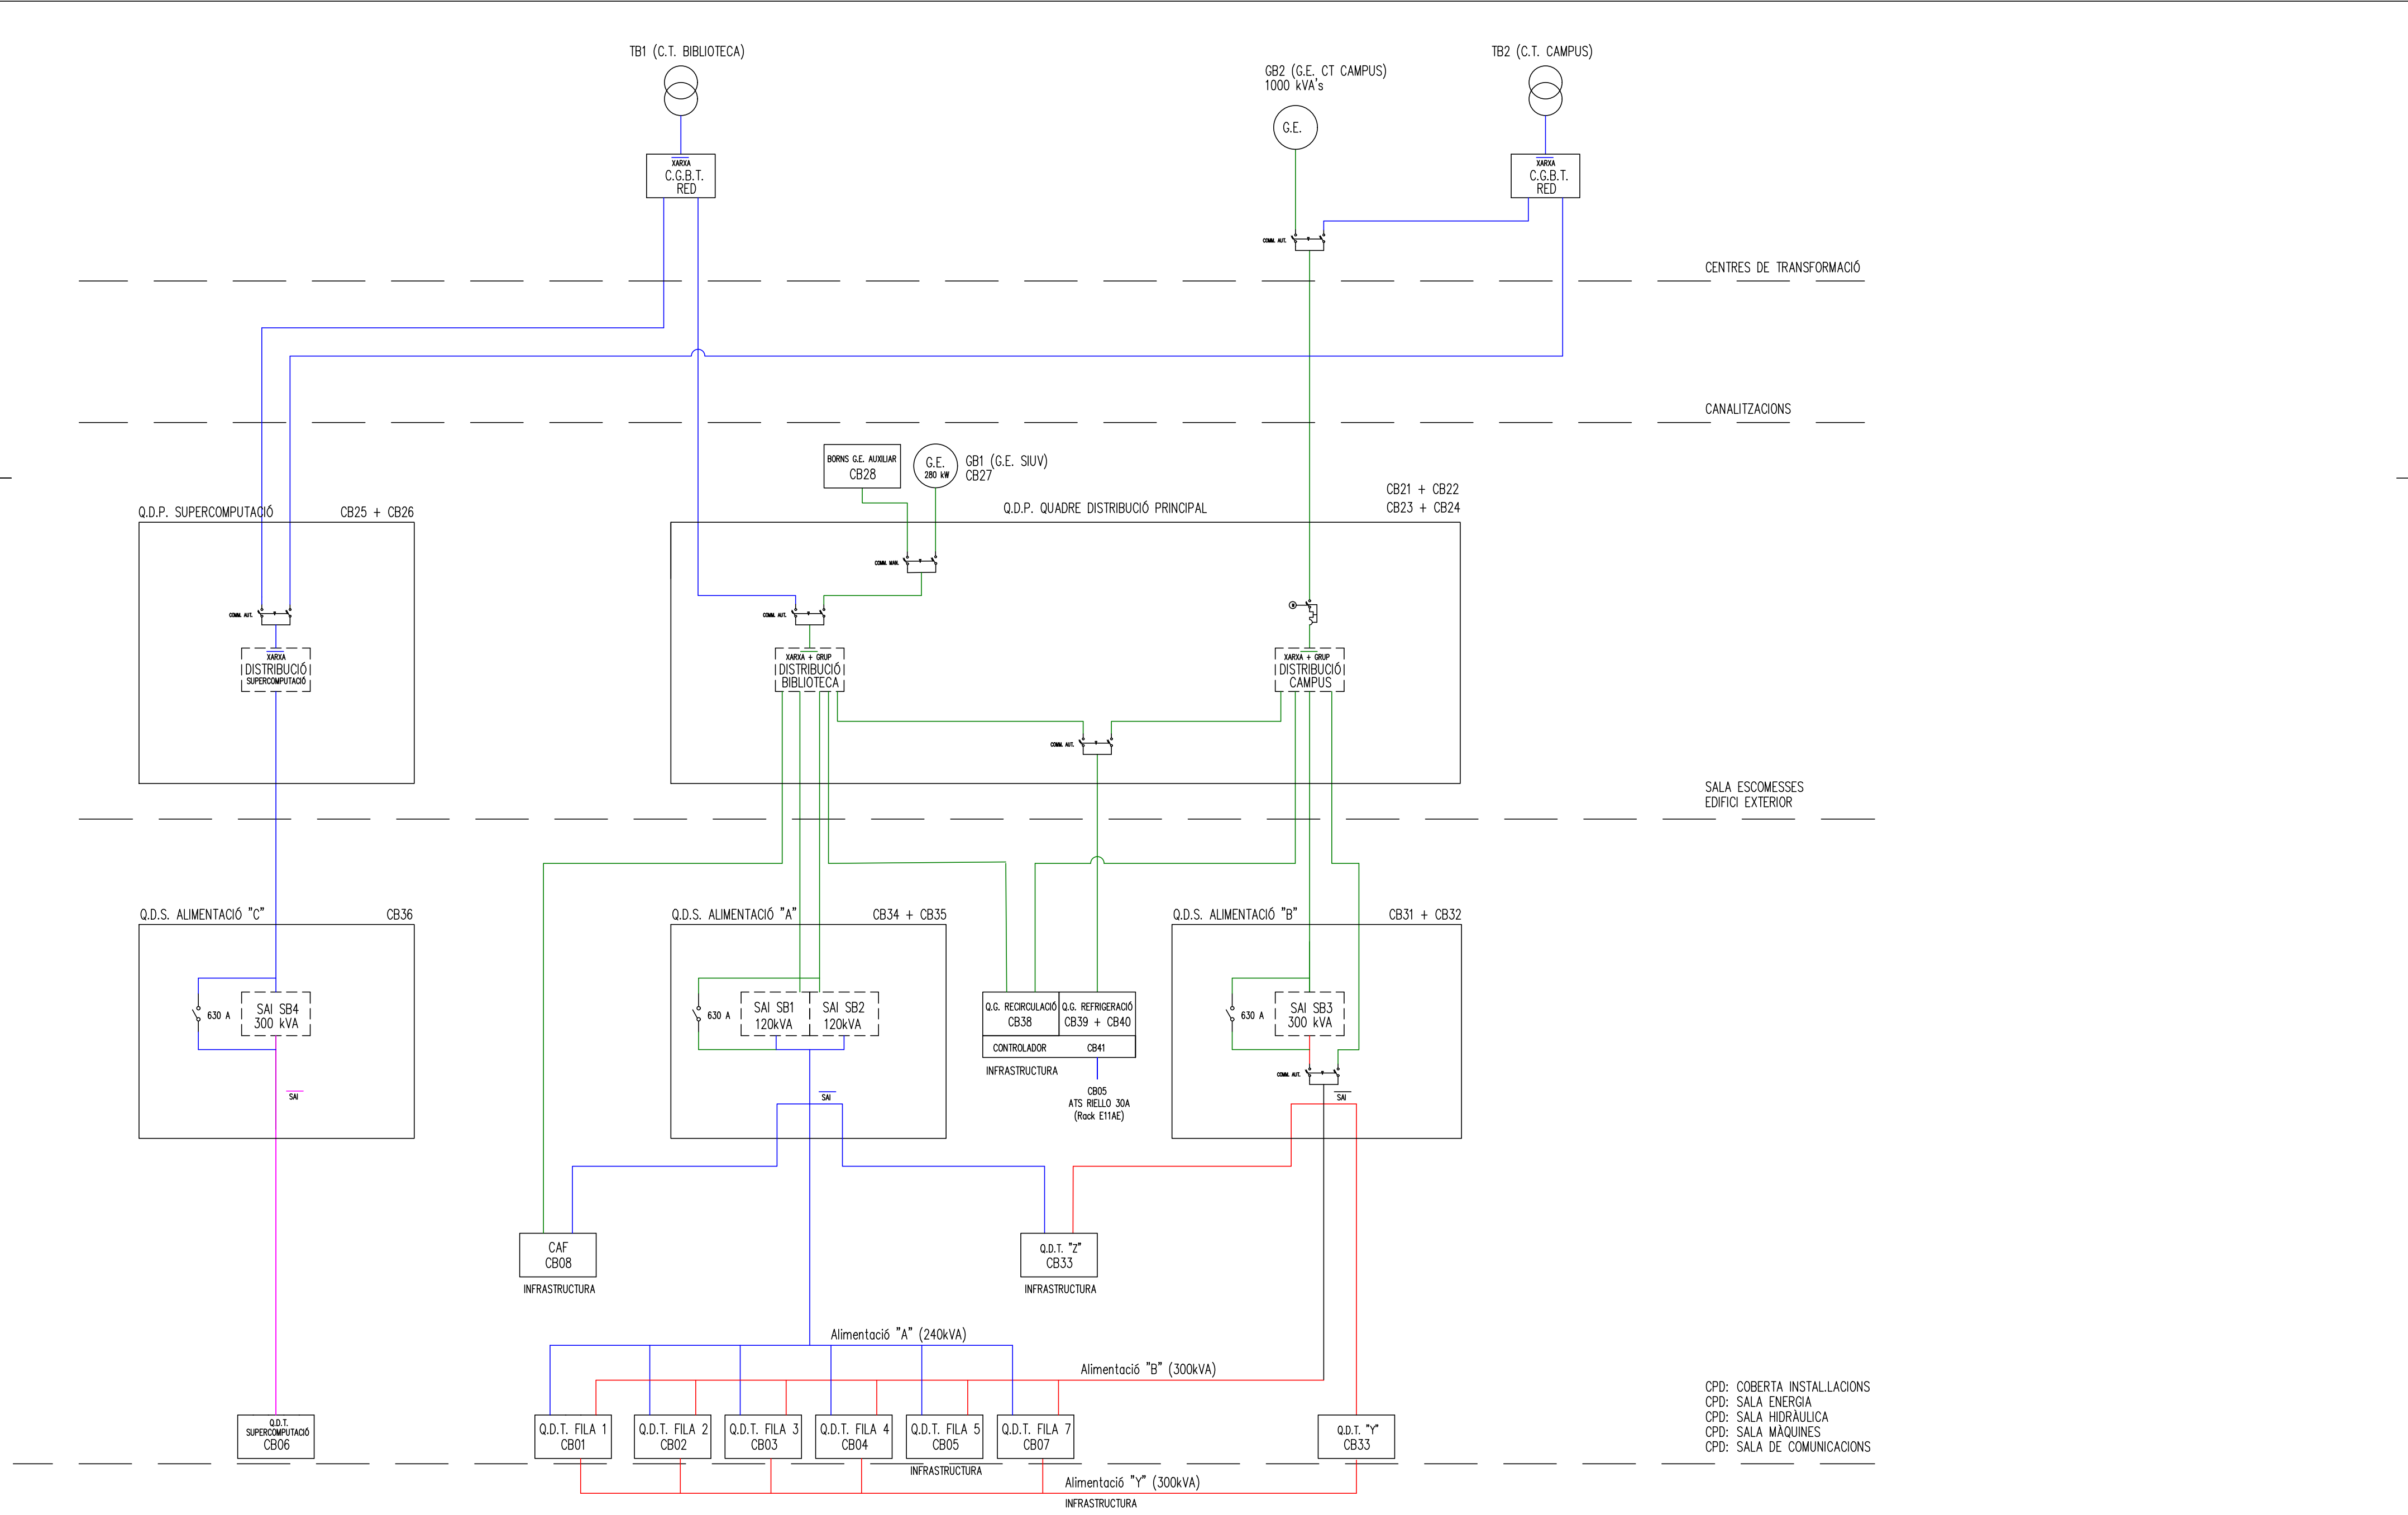 TB1 (C.T. BIBLIOTECA)
TB2 (C.T. CAMPUS)
GB2 (G.E. CT CAMPUS)
1000 kVA's
G.E.
XARXA
C.G.B.T.
RED
XARXA
C.G.B.T.
RED
COMM. AUT.
CENTRES DE TRANSFORMACIÓ
CANALITZACIONS
BORNS G.E. AUXILIAR
CB28
G.E.
280 kW
GB1 (G.E. SIUV)
CB27
Q.D.P. SUPERCOMPUTACIÓ
CB25 + CB26
Q.D.P. QUADRE DISTRIBUCIÓ PRINCIPAL
CB21 + CB22
CB23 + CB24
COMM. MAN.
COMM. AUT.
COMM. AUT.
XARXA
DISTRIBUCIÓ
SUPERCOMPUTACIÓ
XARXA + GRUP
DISTRIBUCIÓ
BIBLIOTECA
XARXA + GRUP
DISTRIBUCIÓ
CAMPUS
COMM. AUT.
SALA ESCOMESSES
EDIFICI EXTERIOR
Q.D.S. ALIMENTACIÓ "C"
CB36
Q.D.S. ALIMENTACIÓ "A"
CB34 + CB35
Q.D.S. ALIMENTACIÓ "B"
CB31 + CB32
630 A
SAI SB4
300 kVA
630 A
SAI SB1
120kVA
SAI SB2
120kVA
Q.G. RECIRCULACIÓ
CB38
Q.G. REFRIGERACIÓ
CB39 + CB40
CONTROLADOR
CB41
INFRASTRUCTURA
CB05
ATS RIELLO 30A
(Rack E11AE)
630 A
SAI SB3
300 kVA
COMM. AUT.
SAI
SAI
SAI
CAF
CB08
INFRASTRUCTURA
Q.D.T. "Z"
CB33
INFRASTRUCTURA
Alimentació "A" (240kVA)
Alimentació "B" (300kVA)
Q.D.T.
SUPERCOMPUTACIÓ
CB06
Q.D.T. FILA 1
CB01
Q.D.T. FILA 2
CB02
Q.D.T. FILA 3
CB03
Q.D.T. FILA 4
CB04
Q.D.T. FILA 5
CB05
INFRASTRUCTURA
Q.D.T. FILA 7
CB07
Q.D.T. "Y"
CB33
CPD: COBERTA INSTAL.LACIONS
CPD: SALA ENERGIA
CPD: SALA HIDRÀULICA
CPD: SALA MÀQUINES
CPD: SALA DE COMUNICACIONS
Alimentació "Y" (300kVA)
INFRASTRUCTURA